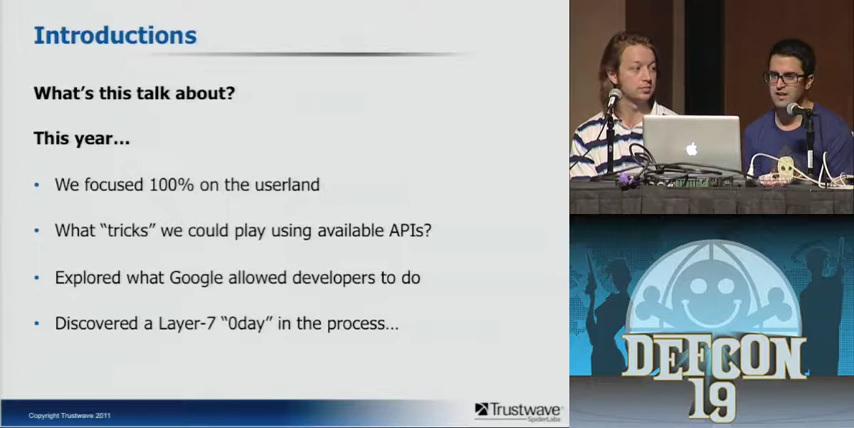 Introductions
What's this talk about?
This year...
• We focused 100% on the userland
• What “tricks” we could play using available APIs?
• Explored what Google allowed developers to do
• Discovered a Layer-7 “0day” in the process...
Copyright Trustwave 2011
Trustwave
SpiderLabs
DEFCON
19